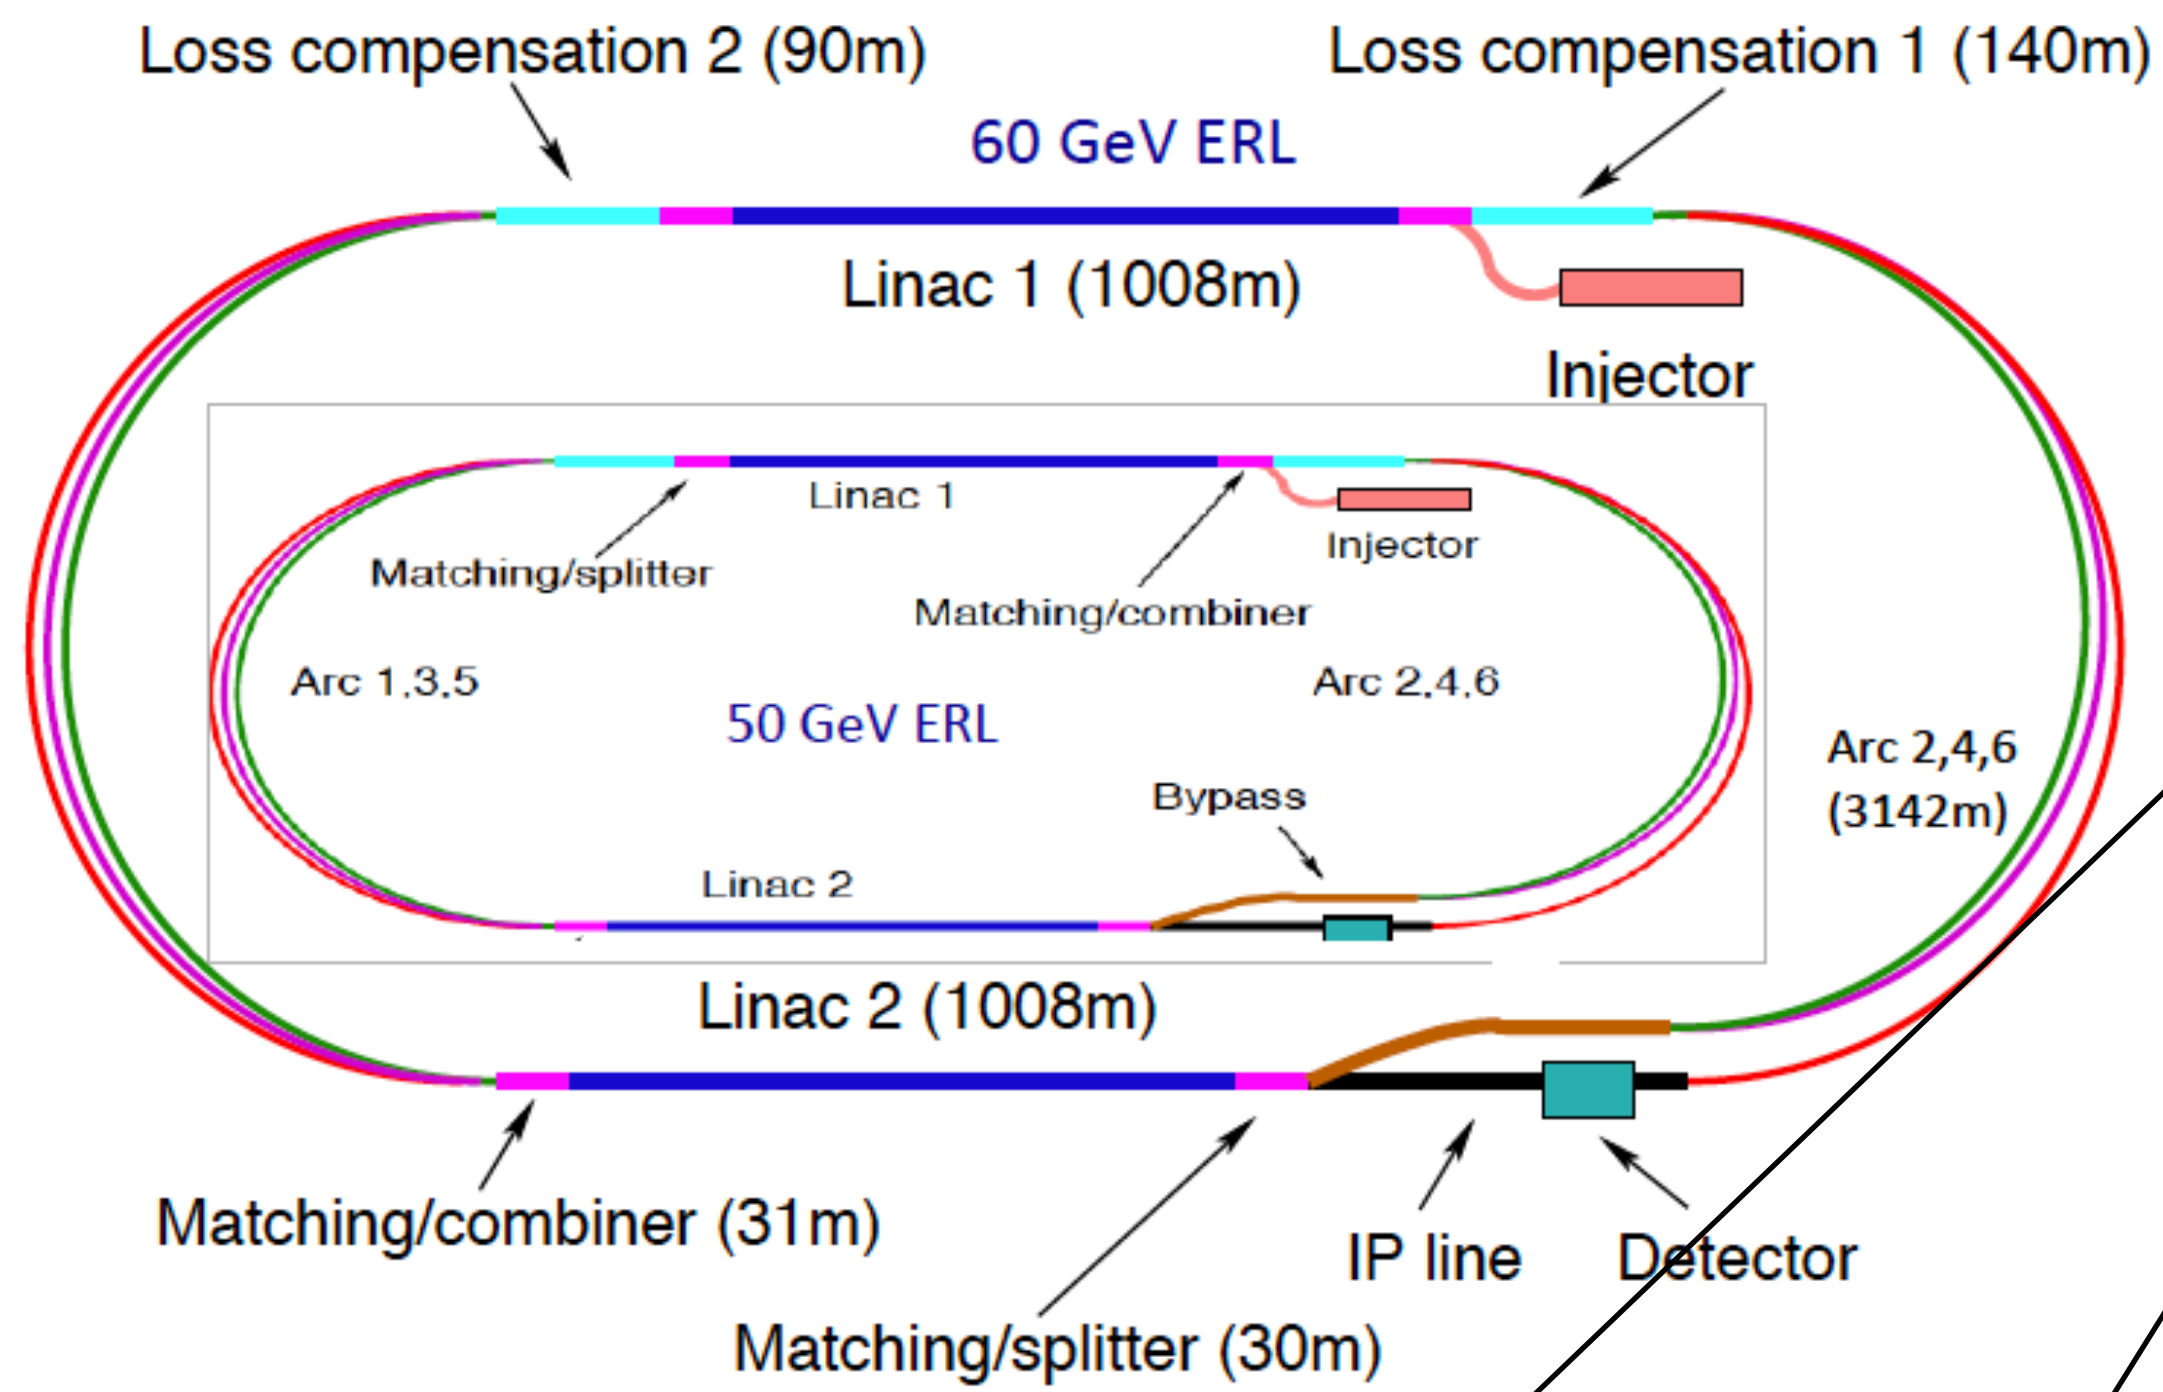 Loss compensation 2 (90m)
Loss compensation 1 (140m)
60 GeV ERL
Linac 1 (1008m)
Injector
Linac 1
Injector
Matching/splitter
Matching/combiner
Arc 1,3,5
Arc 2,4,6
50 GeV ERL
Arc 2,4,6
(3142m)
Bypass
Linac 2
Linac 2 (1008m)
Matching/combiner (31m)
IP line
Detector
Matching/splitter (30m)